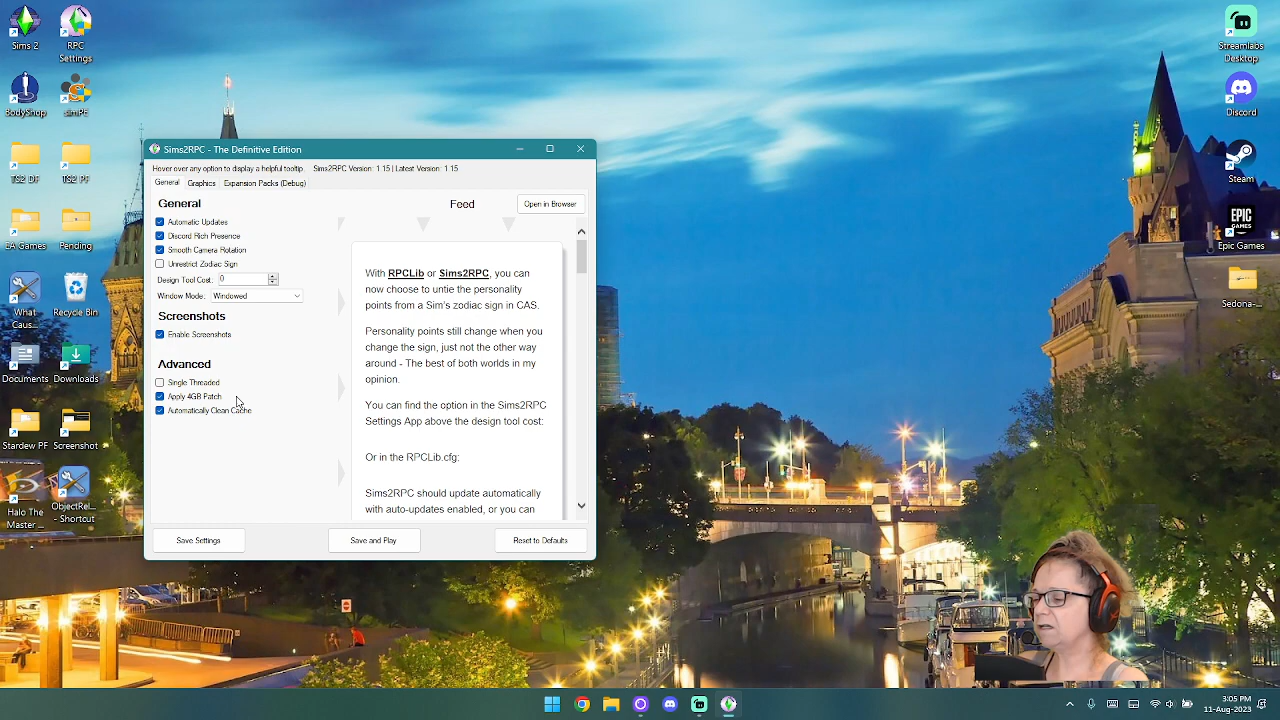 Sims 2
RPC
Settings
BodyShop
simPE
TS2 DF
TS2 PF
EA Games
Pending
What
Caus...
Recycle Bin
Documents
Downloads
Stardew PF
Screenshots
Halo The
Master ...
ObjectRel...
- Shortcut
Streamlabs
Desktop
Discord
Steam
EPIC
GAMES
Epic Games
Sedona-...
Sims2RPC - The Definitive Edition
Hover over any option to display a helpful tooltip. Sims2RPC Version: 1.15 | Latest Version: 1.15
General Graphics Expansion Packs (Debug)
General
Automatic Updates
Discord Rich Presence
Smooth Camera Rotation
Unrestrict Zodiac Sign
Design Tool Cost: 0
Window Mode: Windowed
Screenshots
Enable Screenshots
Advanced
Single Threaded
Apply 4GB Patch
Automatically Clean Cache
Feed
Open in Browser
With RPCLib or Sims2RPC, you can
now choose to untie the personality
points from a Sim's zodiac sign in CAS.
Personality points still change when you
change the sign, just not the other way
around - The best of both worlds in my
opinion.
You can find the option in the Sims2RPC
Settings App above the design tool cost:
Or in the RPCLib.cfg:
Sims2RPC should update automatically
with auto-updates enabled, or you can
Save Settings
Save and Play
Reset to Defaults
3:05 PM
11-Aug-2023